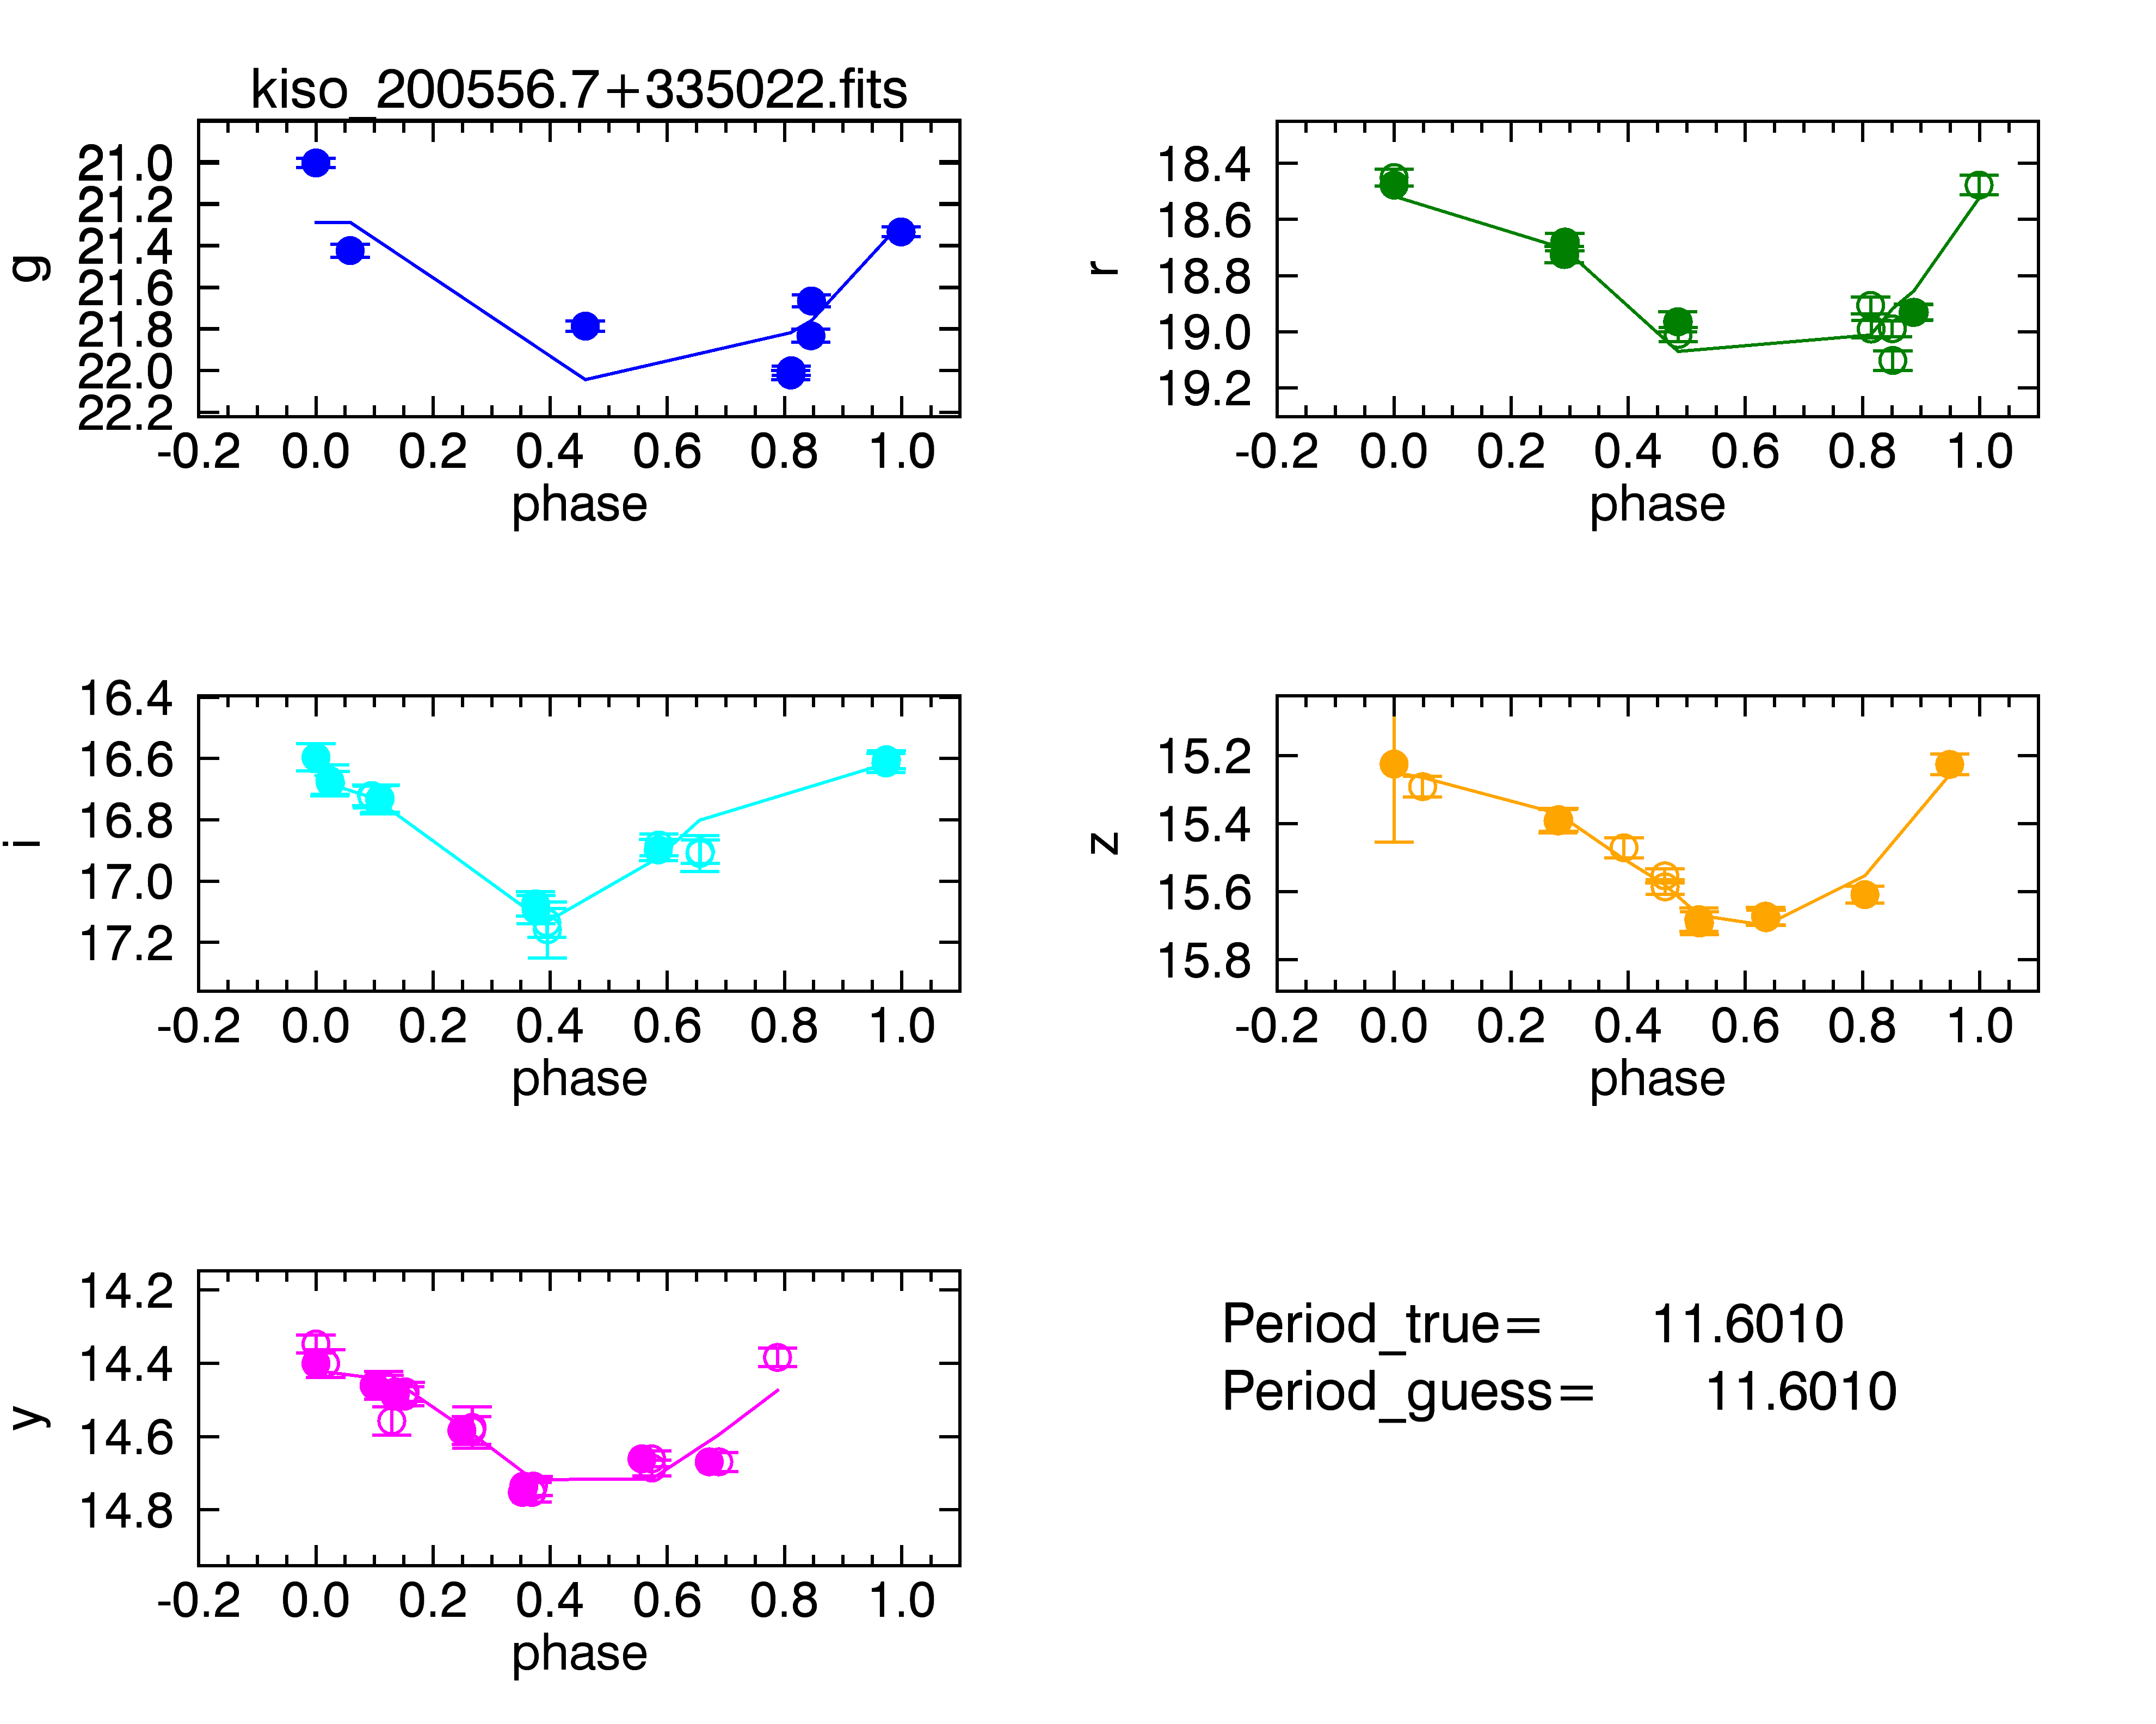 kiso_200556.7+335022.fits
g
21.0
21.2
21.4
21.6
21.8
22.0
22.2
-0.2 0.0 0.2 0.4 0.6 0.8 1.0
phase
r
18.4
18.6
18.8
19.0
19.2
-0.2 0.0 0.2 0.4 0.6 0.8 1.0
phase
i
16.4
16.6
16.8
17.0
17.2
-0.2 0.0 0.2 0.4 0.6 0.8 1.0
phase
z
15.2
15.4
15.6
15.8
-0.2 0.0 0.2 0.4 0.6 0.8 1.0
phase
y
14.2
14.4
14.6
14.8
-0.2 0.0 0.2 0.4 0.6 0.8 1.0
phase
Period_true= 11.6010
Period_guess= 11.6010